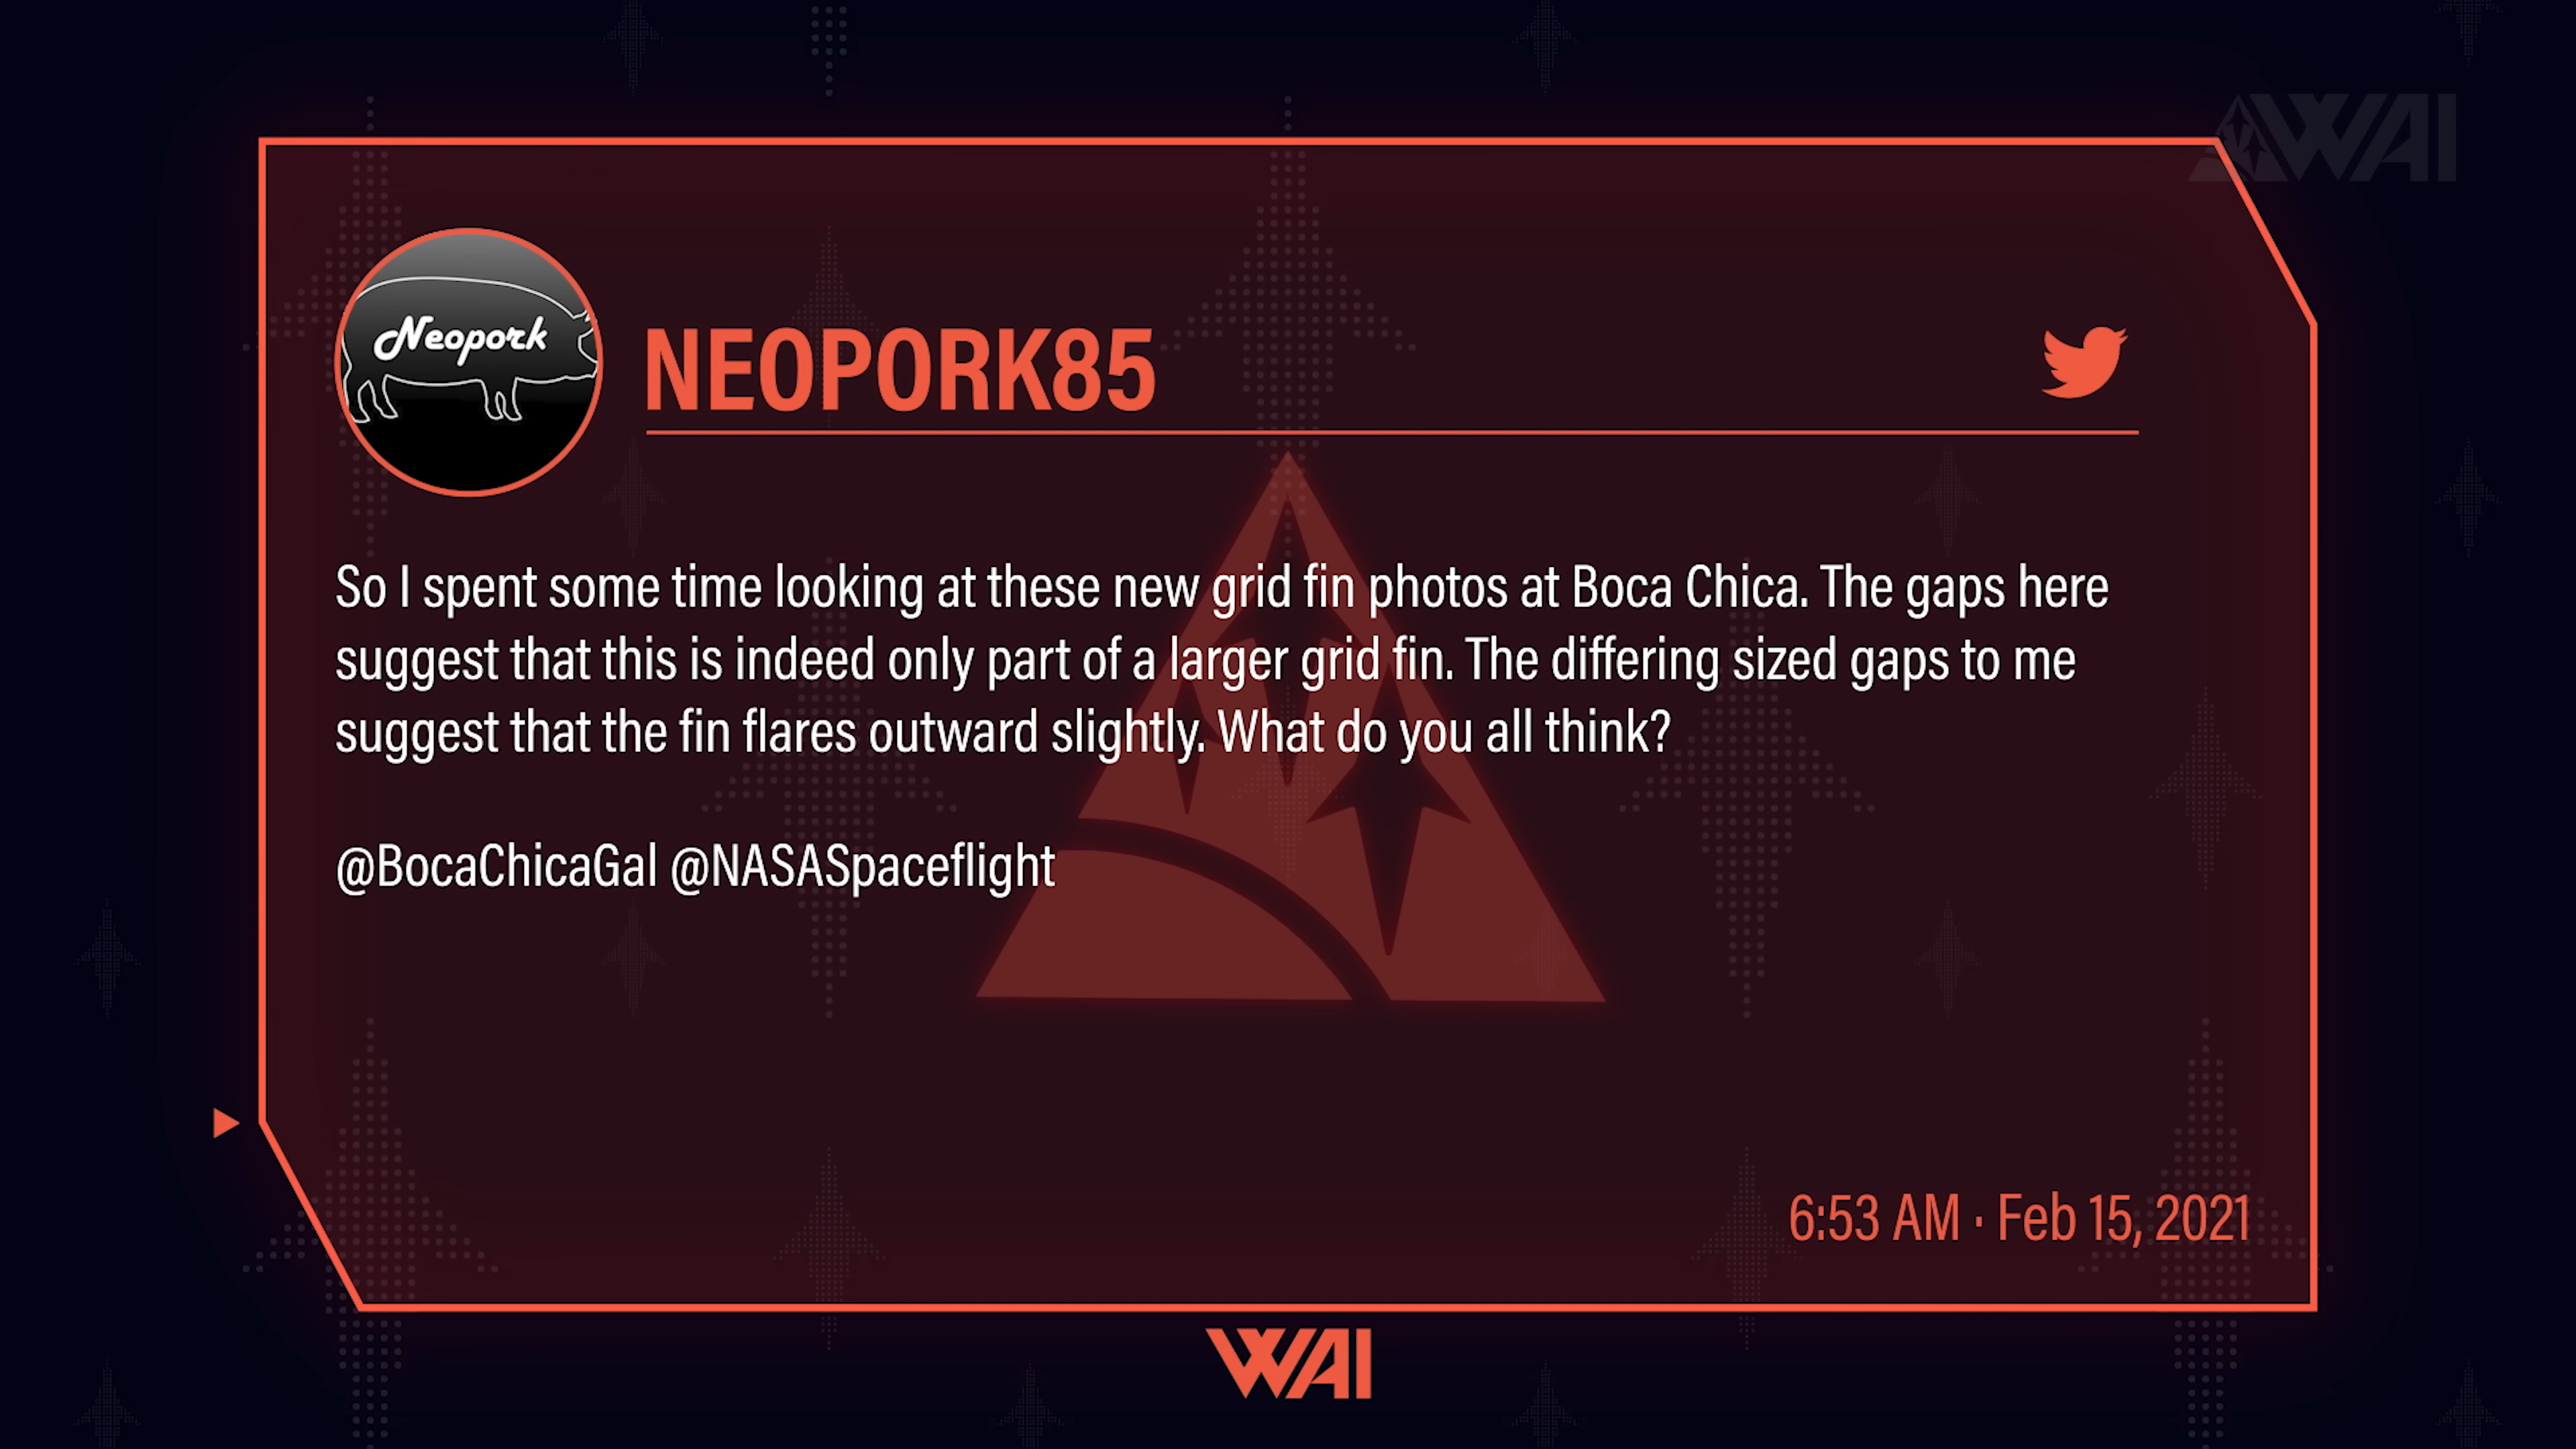 WAI
Neopork
NEOPORK85
So I spent some time looking at these new grid fin photos at Boca Chica. The gaps here
suggest that this is indeed only part of a larger grid fin. The differing sized gaps to me
suggest that the fin flares outward slightly. What do you all think?
@BocaChicaGal @NASASpaceflight
6:53 AM · Feb 15, 2021
WAI